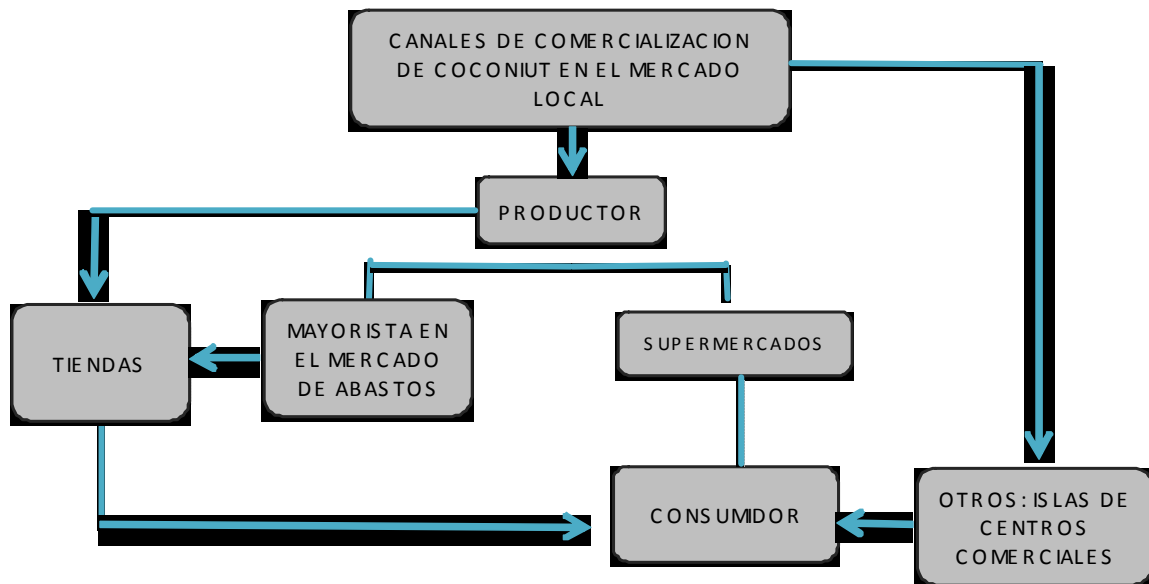 CANALES DE COMERCIALIZACION
DE COCONIUT EN EL MERCADO
LOCAL
PRODUCTOR
TIENDAS
MAYORISTA EN
EL MERCADO
DE ABASTOS
SUPERMERCADOS
CONSUMIDOR
OTROS: ISLAS DE
CENTROS
COMERCIALES